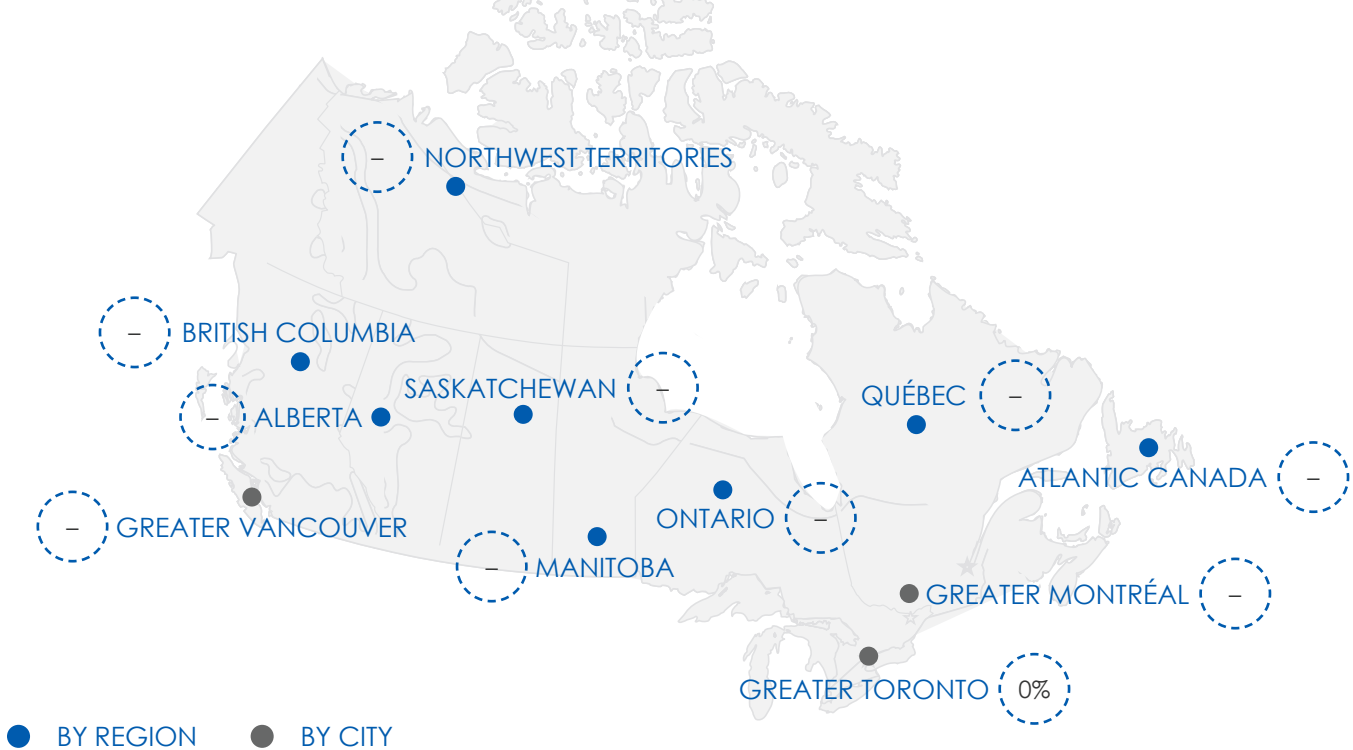 –
NORTHWEST TERRITORIES
–
BRITISH COLUMBIA
SASKATCHEWAN
–
QUÉBEC
–
–
ALBERTA
ATLANTIC CANADA
–
–
GREATER VANCOUVER
ONTARIO
–
–
MANITOBA
GREATER MONTRÉAL
–
GREATER TORONTO
0%
BY REGION
BY CITY